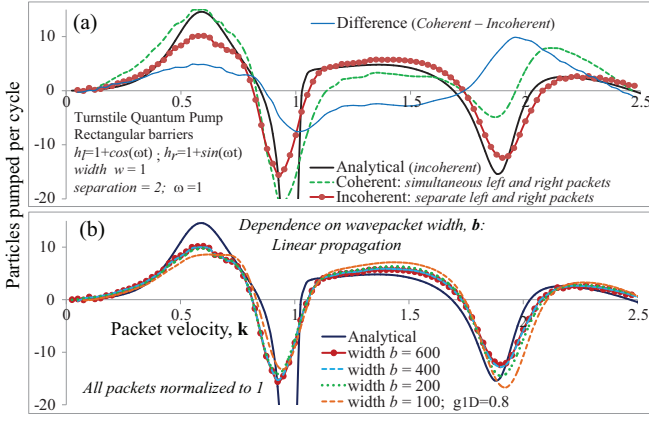 Particles pumped per cycle
(a)
10
0
-10
-20
0
0.5
1
1.5
2.5
Difference (Coherent – Incoherent)
Turnstile Quantum Pump
Rectangular barriers
hl=1+cos(ωt) ; hr=1+sin(ωt)
width w = 1
separation = 2; ω =1
Analytical (incoherent)
Coherent: simultaneous left and right packets
Incoherent: separate left and right packets
(b)
10
0
-10
-20
0
0.5
1
1.5
2
2.5
Dependence on wavepacket width, b:
Linear propagation
Packet velocity, k
All packets normalized to 1
Analytical
width b = 600
width b = 400
width b = 200
width b = 100; g1D=0.8